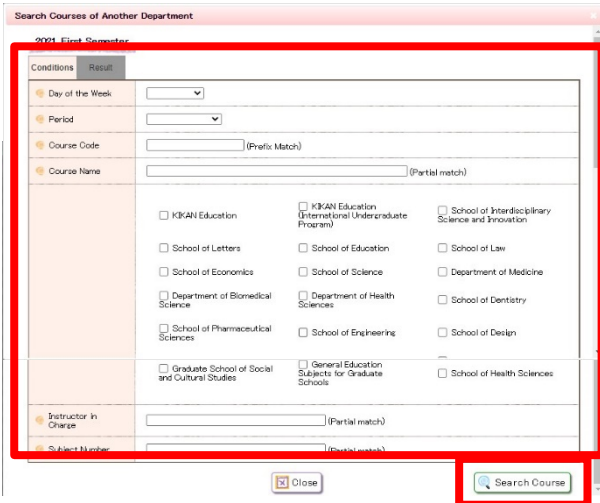 Search Courses of Another Department
2021 First Semester
Conditions Result
Day of the Week
Period
Course Code (Prefix Match)
Course Name (Partial match)
KIKAN Education
KIKAN Education (International Undergraduate Program)
School of Interdisciplinary Science and Innovation
School of Letters
School of Education
School of Law
School of Economics
School of Science
Department of Medicine
Department of Biomedical Science
Department of Health Sciences
School of Dentistry
School of Pharmaceutical Sciences
School of Engineering
School of Design
Graduate School of Social and Cultural Studies
General Education Subjects for Graduate Schools
School of Health Sciences
Instructor in Charge (Partial match)
Subject Number (Partial match)
Close
Search Course